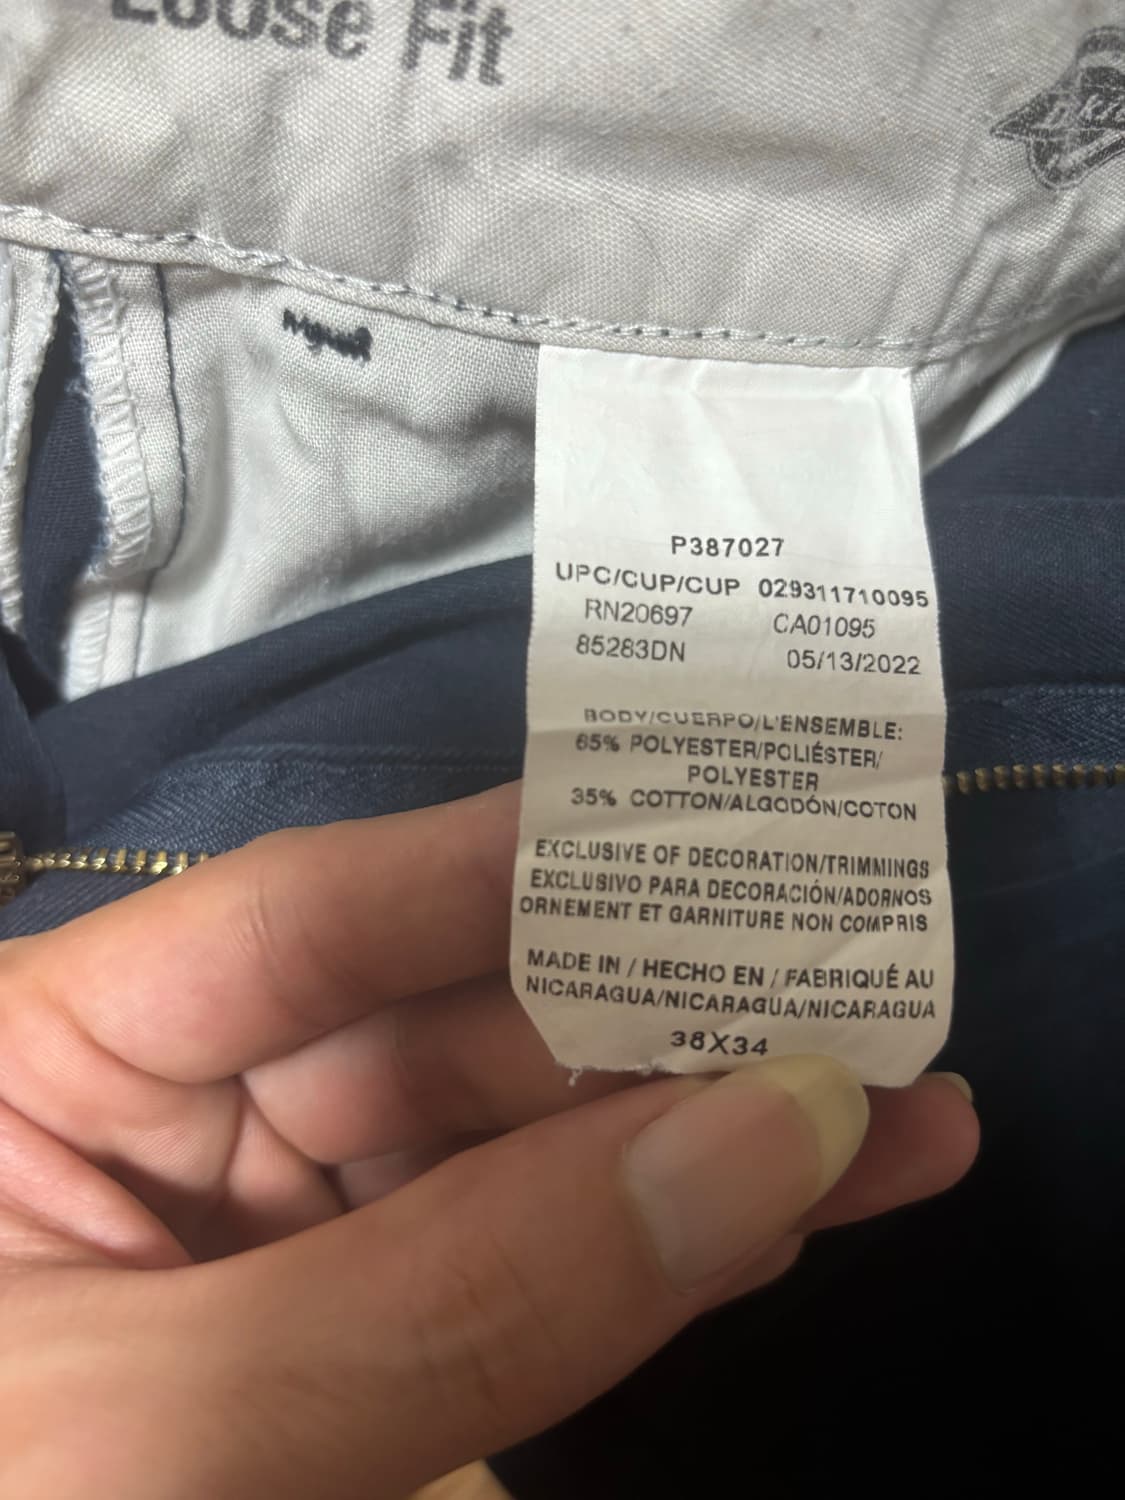 Loose Fit
P387027
UPC/CUP/CUP 029311710095
RN20697 CA01095
85283DN 05/13/2022
BODY/CUERPO/L'ENSEMBLE:
65% POLYESTER/POLIÉSTER/
POLYESTER
35% COTTON/ALGODÓN/COTON
EXCLUSIVE OF DECORATION/TRIMMINGS
EXCLUSIVO PARA DECORACIÓN/ADORNOS
ORNEMENT ET GARNITURE NON COMPRIS
MADE IN / HECHO EN / FABRIQUÉ AU
NICARAGUA/NICARAGUA/NICARAGUA
38X34